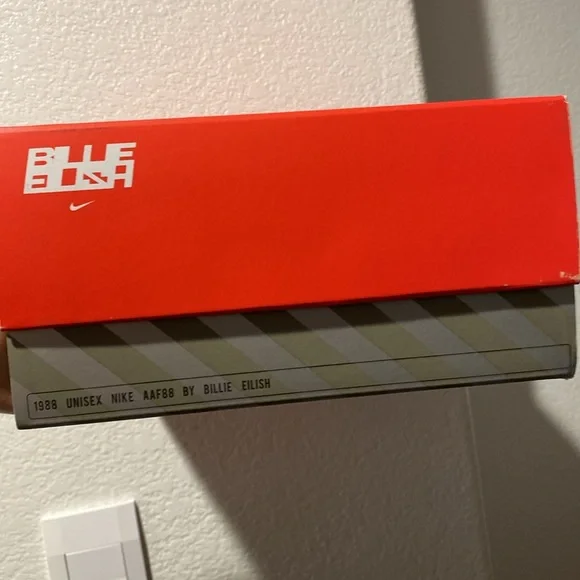 BILLIE
EILISH
1988 UNISEX NIKE AAF88 BY BILLIE EILISH